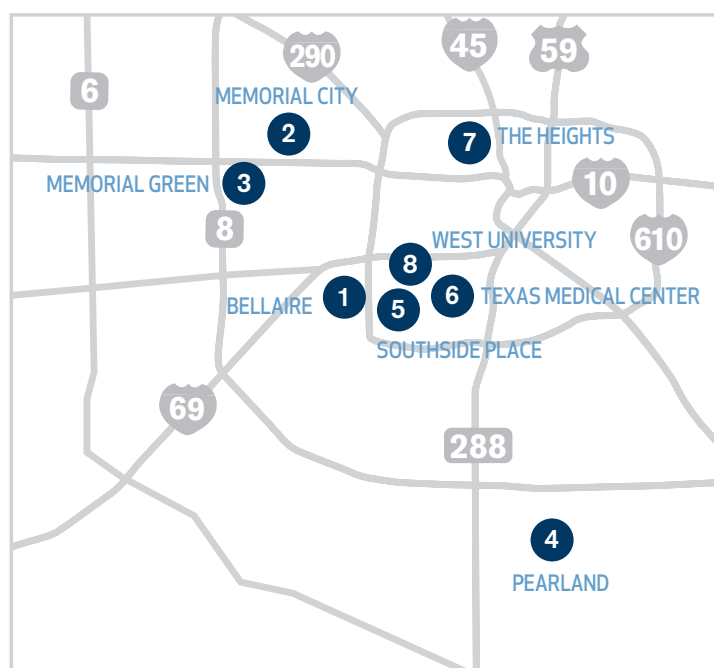 45
59
290
6
MEMORIAL CITY
2
7
THE HEIGHTS
MEMORIAL GREEN
3
10
8
610
WEST UNIVERSITY
8
BELLAIRE
1
5
6
TEXAS MEDICAL CENTER
SOUTHSIDE PLACE
69
288
4
PEARLAND